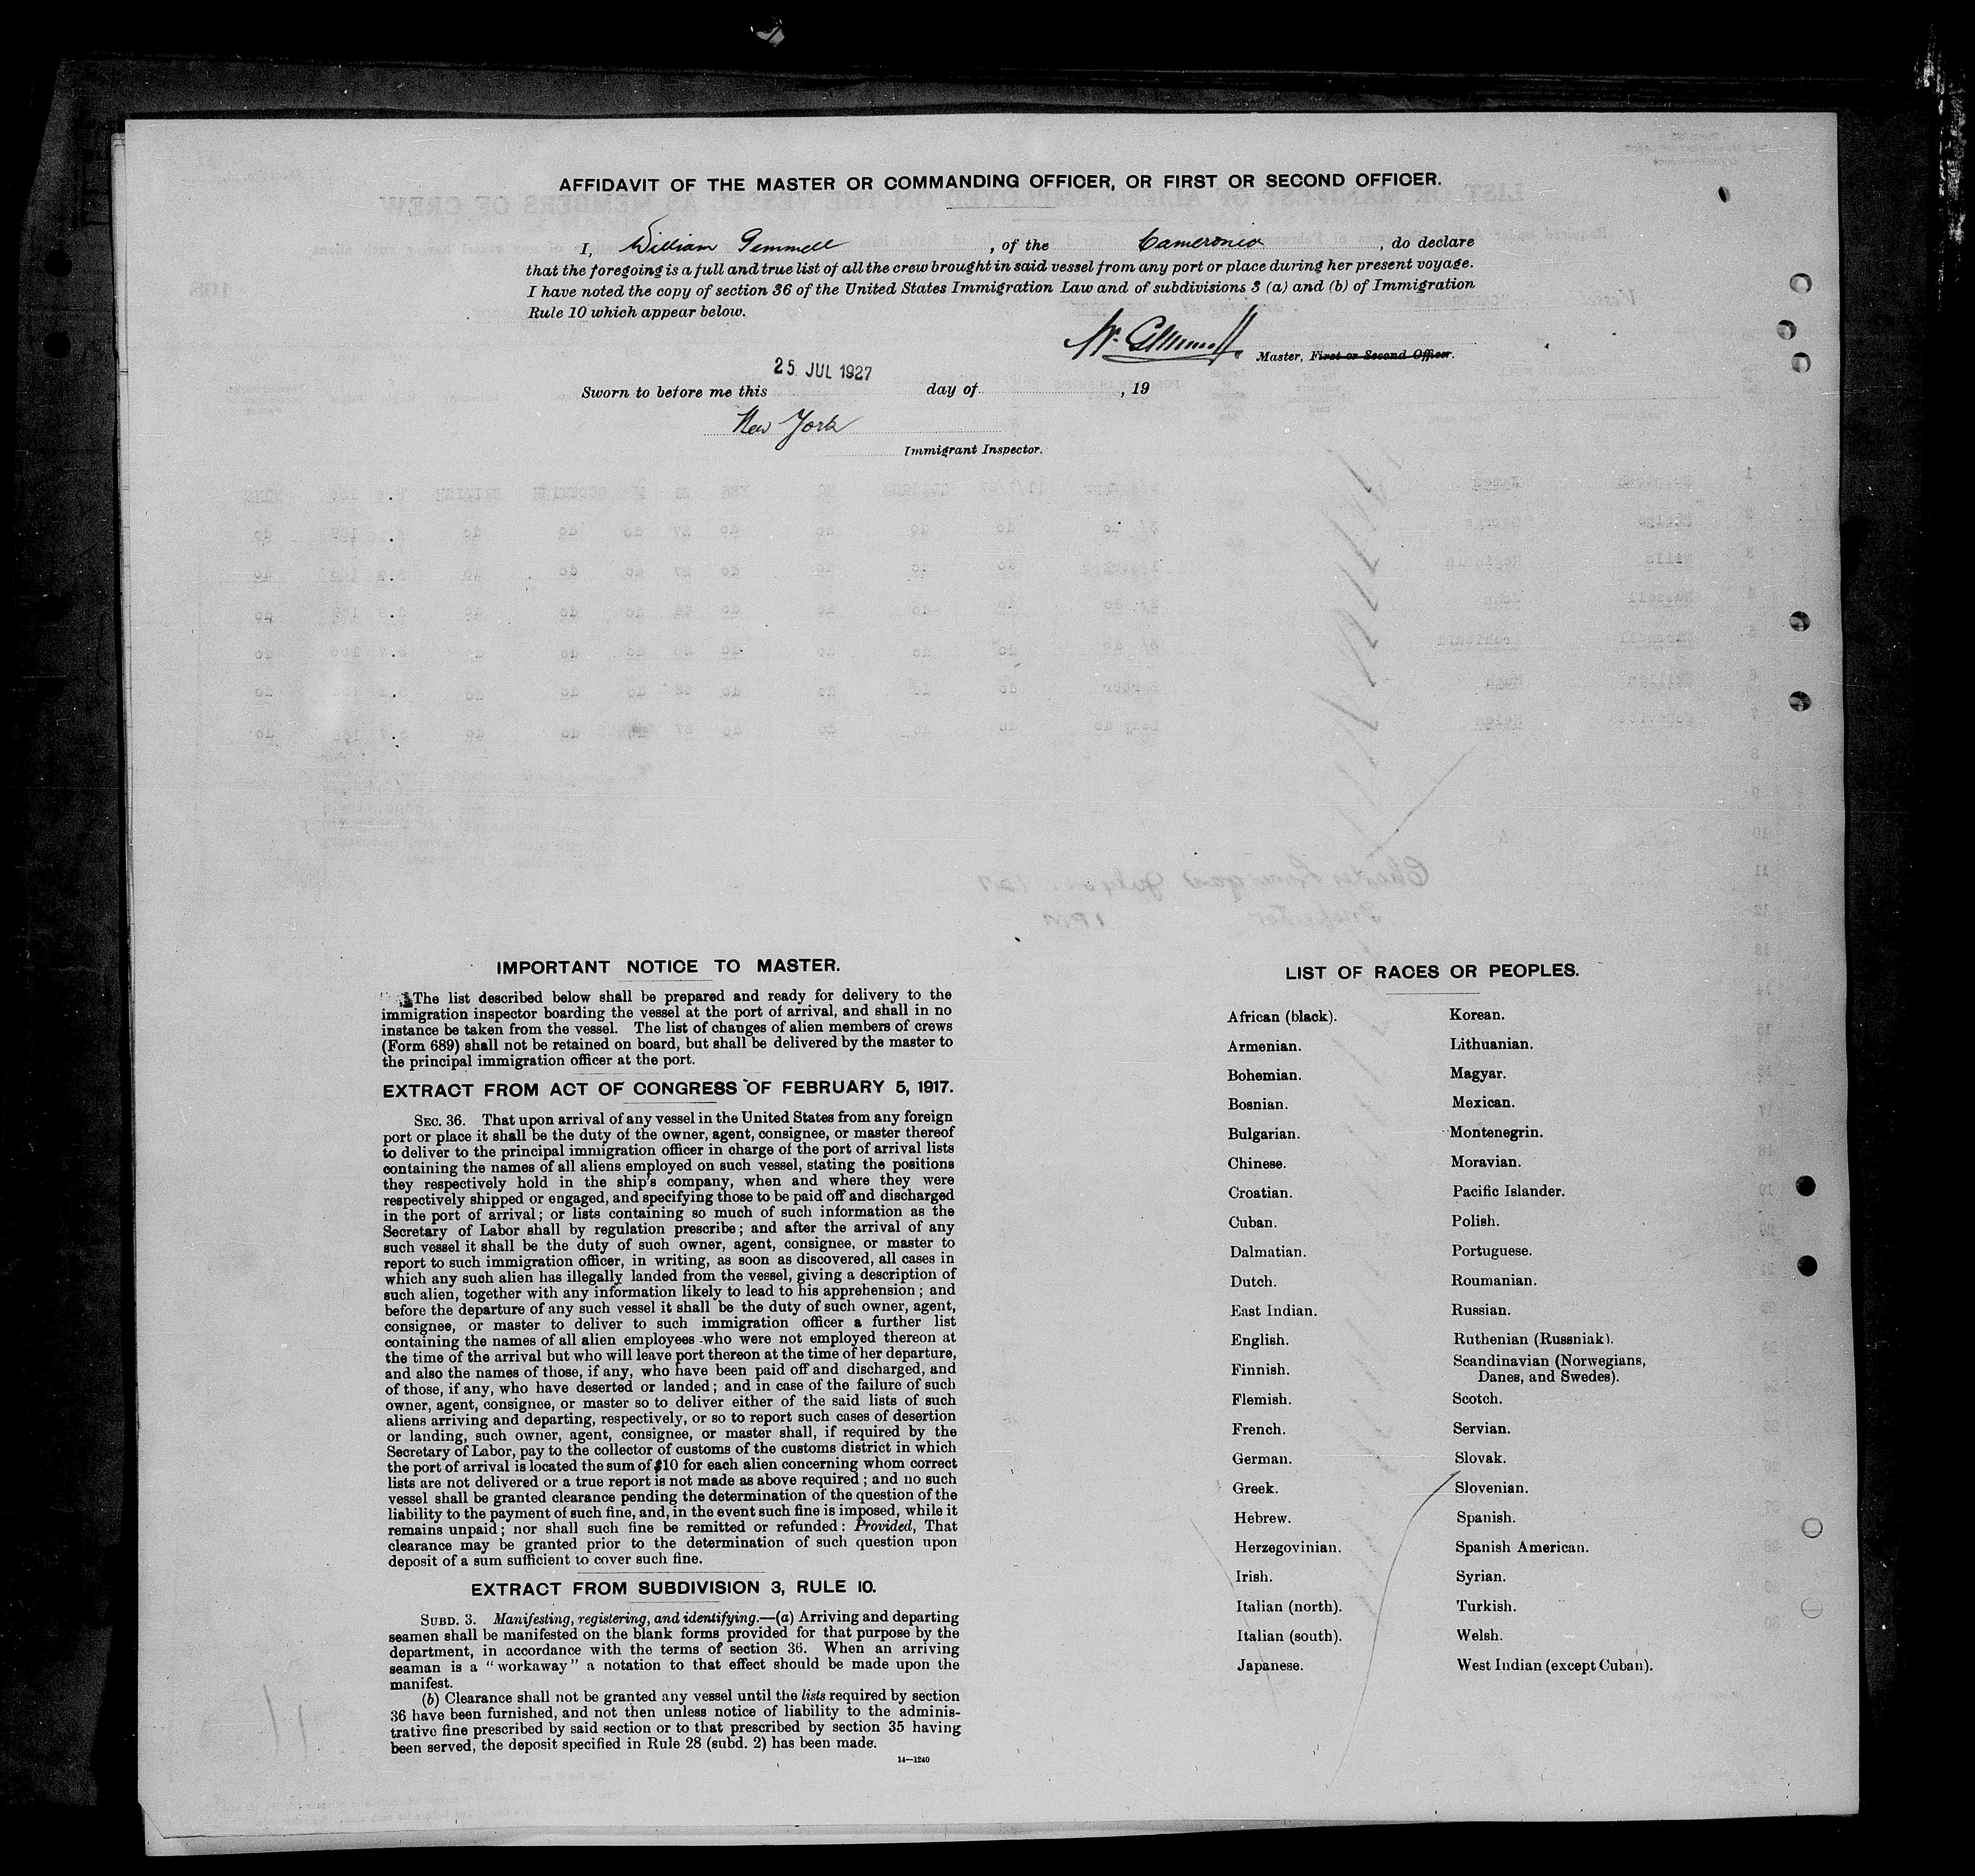 AFFIDAVIT OF THE MASTER OR COMMANDING OFFICER, OR FIRST OR SECOND OFFICER.
I, William Gemmell, of the Cameronia, do declare
that the foregoing is a full and true list of all the crew brought in said vessel from any port or place during her present voyage.
I have noted the copy of section 36 of the United States Immigration Law and of subdivisions 3 (a) and (b) of Immigration
Rule 10 which appear below.
W. Gemmell, Master, First or Second Officer.
25 JUL 1927
Sworn to before me this day of , 19
New York
Immigrant Inspector.
IMPORTANT NOTICE TO MASTER.
The list described below shall be prepared and ready for delivery to the
immigration inspector boarding the vessel at the port of arrival, and shall in no
instance be taken from the vessel. The list of changes of alien members of crews
(Form 689) shall not be retained on board, but shall be delivered by the master to
the principal immigration officer at the port.
EXTRACT FROM ACT OF CONGRESS OF FEBRUARY 5, 1917.
SEC. 36. That upon arrival of any vessel in the United States from any foreign
port or place it shall be the duty of the owner, agent, consignee, or master thereof
to deliver to the principal immigration officer in charge of the port of arrival lists
containing the names of all aliens employed on such vessel, stating the positions
they respectively hold in the ship's company, when and where they were
respectively shipped or engaged, and specifying those to be paid off and discharged
in the port of arrival; or lists containing so much of such information as the
Secretary of Labor shall by regulation prescribe; and after the arrival of any
such vessel it shall be the duty of such owner, agent, consignee, or master to
report to such immigration officer, in writing, as soon as discovered, all cases in
which any such alien has illegally landed from the vessel, giving a description of
such alien, together with any information likely to lead to his apprehension; and
before the departure of any such vessel it shall be the duty of such owner, agent,
consignee, or master to deliver to such immigration officer a further list
containing the names of all alien employees who were not employed thereon at
the time of the arrival but who will leave port thereon at the time of her departure,
and also the names of those, if any, who have been paid off and discharged, and
of those, if any, who have deserted or landed; and in case of the failure of such
owner, agent, consignee, or master so to deliver either of the said lists of such
aliens arriving and departing, respectively, or so to report such cases of desertion
or landing, such owner, agent, consignee, or master shall, if required by the
Secretary of Labor, pay to the collector of customs of the customs district in which
the port of arrival is located the sum of $10 for each alien concerning whom correct
lists are not delivered or a true report is not made as above required; and no such
vessel shall be granted clearance pending the determination of the question of the
liability to the payment of such fine, and, in the event such fine is imposed, while it
remains unpaid; nor shall such fine be remitted or refunded: Provided, That
clearance may be granted prior to the determination of such question upon
deposit of a sum sufficient to cover such fine.
EXTRACT FROM SUBDIVISION 3, RULE 10.
SUBD. 3. Manifesting, registering, and identifying.—(a) Arriving and departing
seamen shall be manifested on the blank forms provided for that purpose by the
department, in accordance with the terms of section 36. When an arriving
seaman is a "workaway" a notation to that effect should be made upon the
manifest.
(b) Clearance shall not be granted any vessel until the lists required by section
36 have been furnished, and not then unless notice of liability to the adminis-
trative fine prescribed by said section or to that prescribed by section 35 having
been served, the deposit specified in Rule 28 (subd. 2) has been made.
14—1240
LIST OF RACES OR PEOPLES.
African (black).
Armenian.
Bohemian.
Bosnian.
Bulgarian.
Chinese.
Croatian.
Cuban.
Dalmatian.
Dutch.
East Indian.
English.
Finnish.
Flemish.
French.
German.
Greek.
Hebrew.
Herzegovinian.
Irish.
Italian (north).
Italian (south).
Japanese.
Korean.
Lithuanian.
Magyar.
Mexican.
Montenegrin.
Moravian.
Pacific Islander.
Polish.
Portuguese.
Roumanian.
Russian.
Ruthenian (Russniak).
Scandinavian (Norwegians,
Danes, and Swedes).
Scotch.
Servian.
Slovak.
Slovenian.
Spanish.
Spanish American.
Syrian.
Turkish.
Welsh.
West Indian (except Cuban).